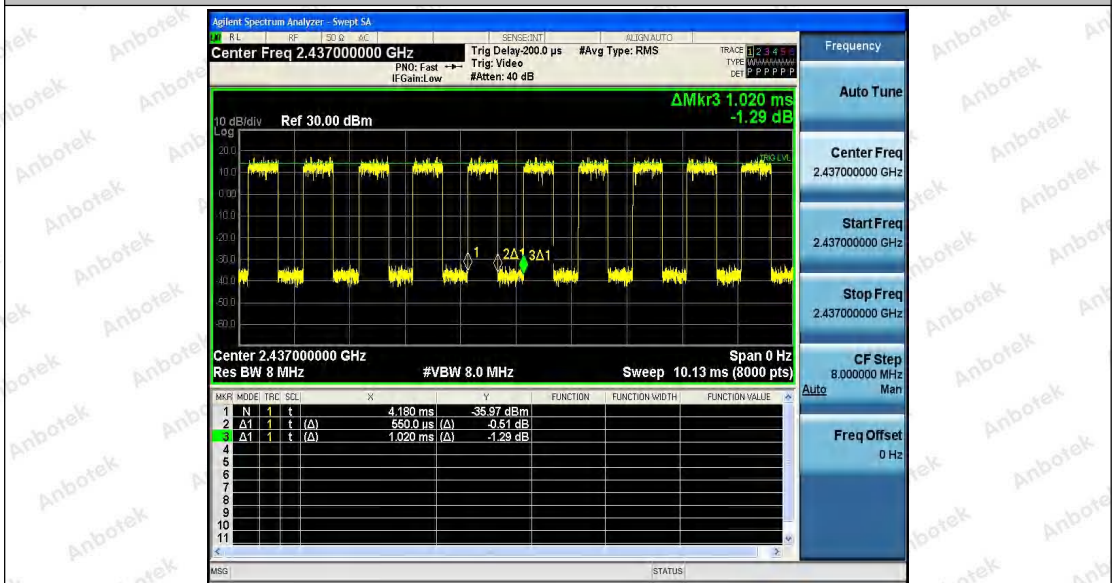 Agilent Spectrum Analyzer - Swept SA
RL RF 50 Ω AC SENSE:INT ALIGN AUTO
Center Freq 2.437000000 GHz
PNO: Fast
IFGain:Low
Trig Delay-200.0 µs
Trig: Video
#Atten: 40 dB
#Avg Type: RMS
TRACE 1 2 3 4 5 6
TYPE WWWWWW
DET P P P P P P
ΔMkr3 1.020 ms
-1.29 dB
10 dB/div Ref 30.00 dBm
Log
20.0
10.0
0.00
-10.0
-20.0
-30.0
-40.0
-50.0
-60.0
TRIG LVL
1 2Δ1 3Δ1
Center 2.437000000 GHz Span 0 Hz
Res BW 8 MHz #VBW 8.0 MHz Sweep 10.13 ms (8000 pts)
MKR MODE TRC SCL X Y FUNCTION FUNCTION WIDTH FUNCTION VALUE
1 N 1 t 4.180 ms -35.97 dBm
2 Δ1 1 t (Δ) 550.0 µs (Δ) -0.51 dB
3 Δ1 1 t (Δ) 1.020 ms (Δ) -1.29 dB
4
5
6
7
8
9
10
11
MSG STATUS
Frequency
Auto Tune
Center Freq
2.437000000 GHz
Start Freq
2.437000000 GHz
Stop Freq
2.437000000 GHz
CF Step
8.000000 MHz
Auto Man
Freq Offset
0 Hz
Anbotek